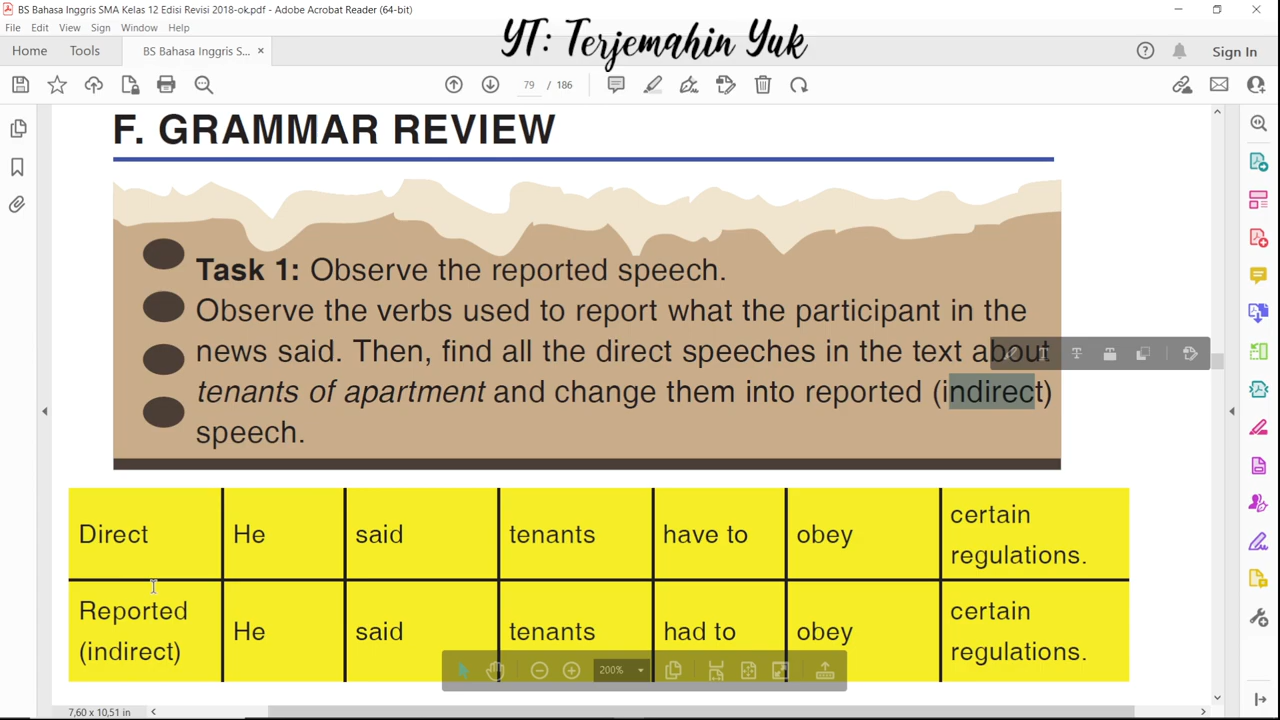 BS Bahasa Inggris SMA Kelas 12 Edisi Revisi 2018-ok.pdf - Adobe Acrobat Reader (64-bit)
YT: Terjemahin Yuk
File Edit View Sign Window Help
Home Tools BS Bahasa Inggris S... × Sign In
79 / 186
F. GRAMMAR REVIEW
Task 1: Observe the reported speech.
Observe the verbs used to report what the participant in the
news said. Then, find all the direct speeches in the text about
tenants of apartment and change them into reported (indirect)
speech.
Direct He said tenants have to obey certain regulations.
Reported (indirect) He said tenants had to obey certain regulations.
200%
7,60 x 10,51 in